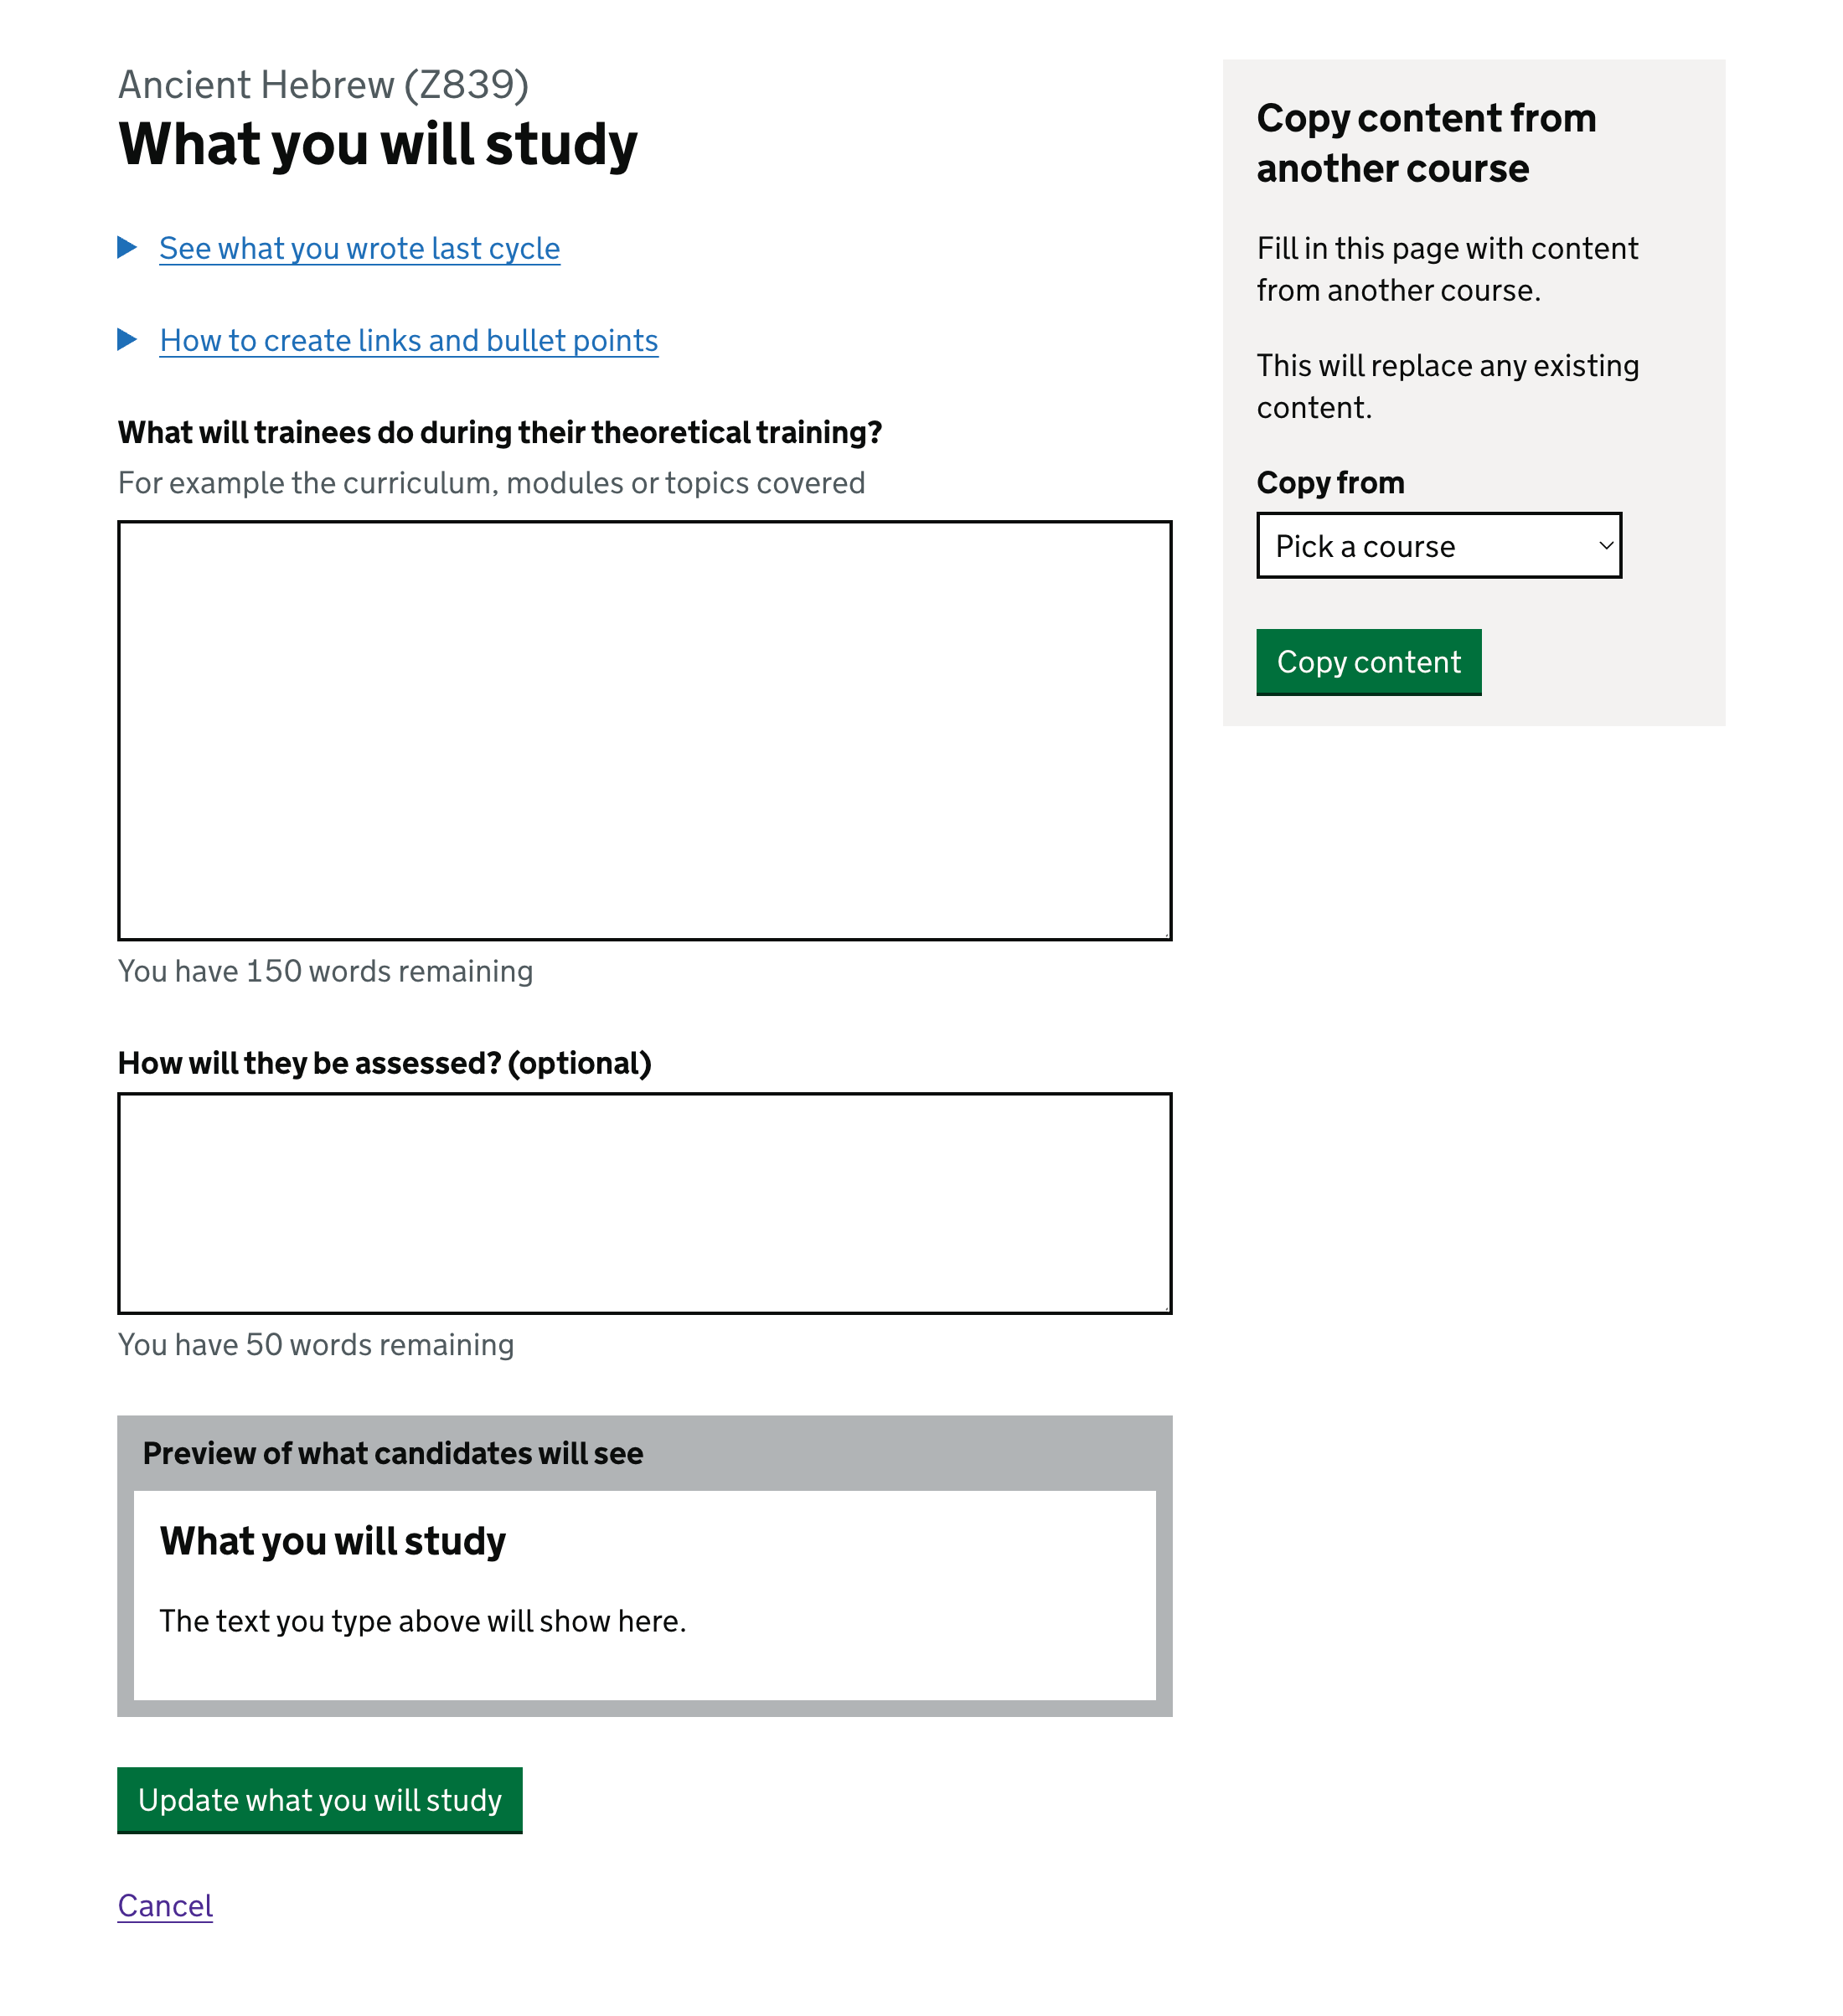 Ancient Hebrew (Z839)
What you will study
See what you wrote last cycle
How to create links and bullet points
What will trainees do during their theoretical training?
For example the curriculum, modules or topics covered
You have 150 words remaining
How will they be assessed? (optional)
You have 50 words remaining
Preview of what candidates will see
What you will study
The text you type above will show here.
Update what you will study
Cancel
Copy content from
another course
Fill in this page with content
from another course.
This will replace any existing
content.
Copy from
Pick a course
Copy content